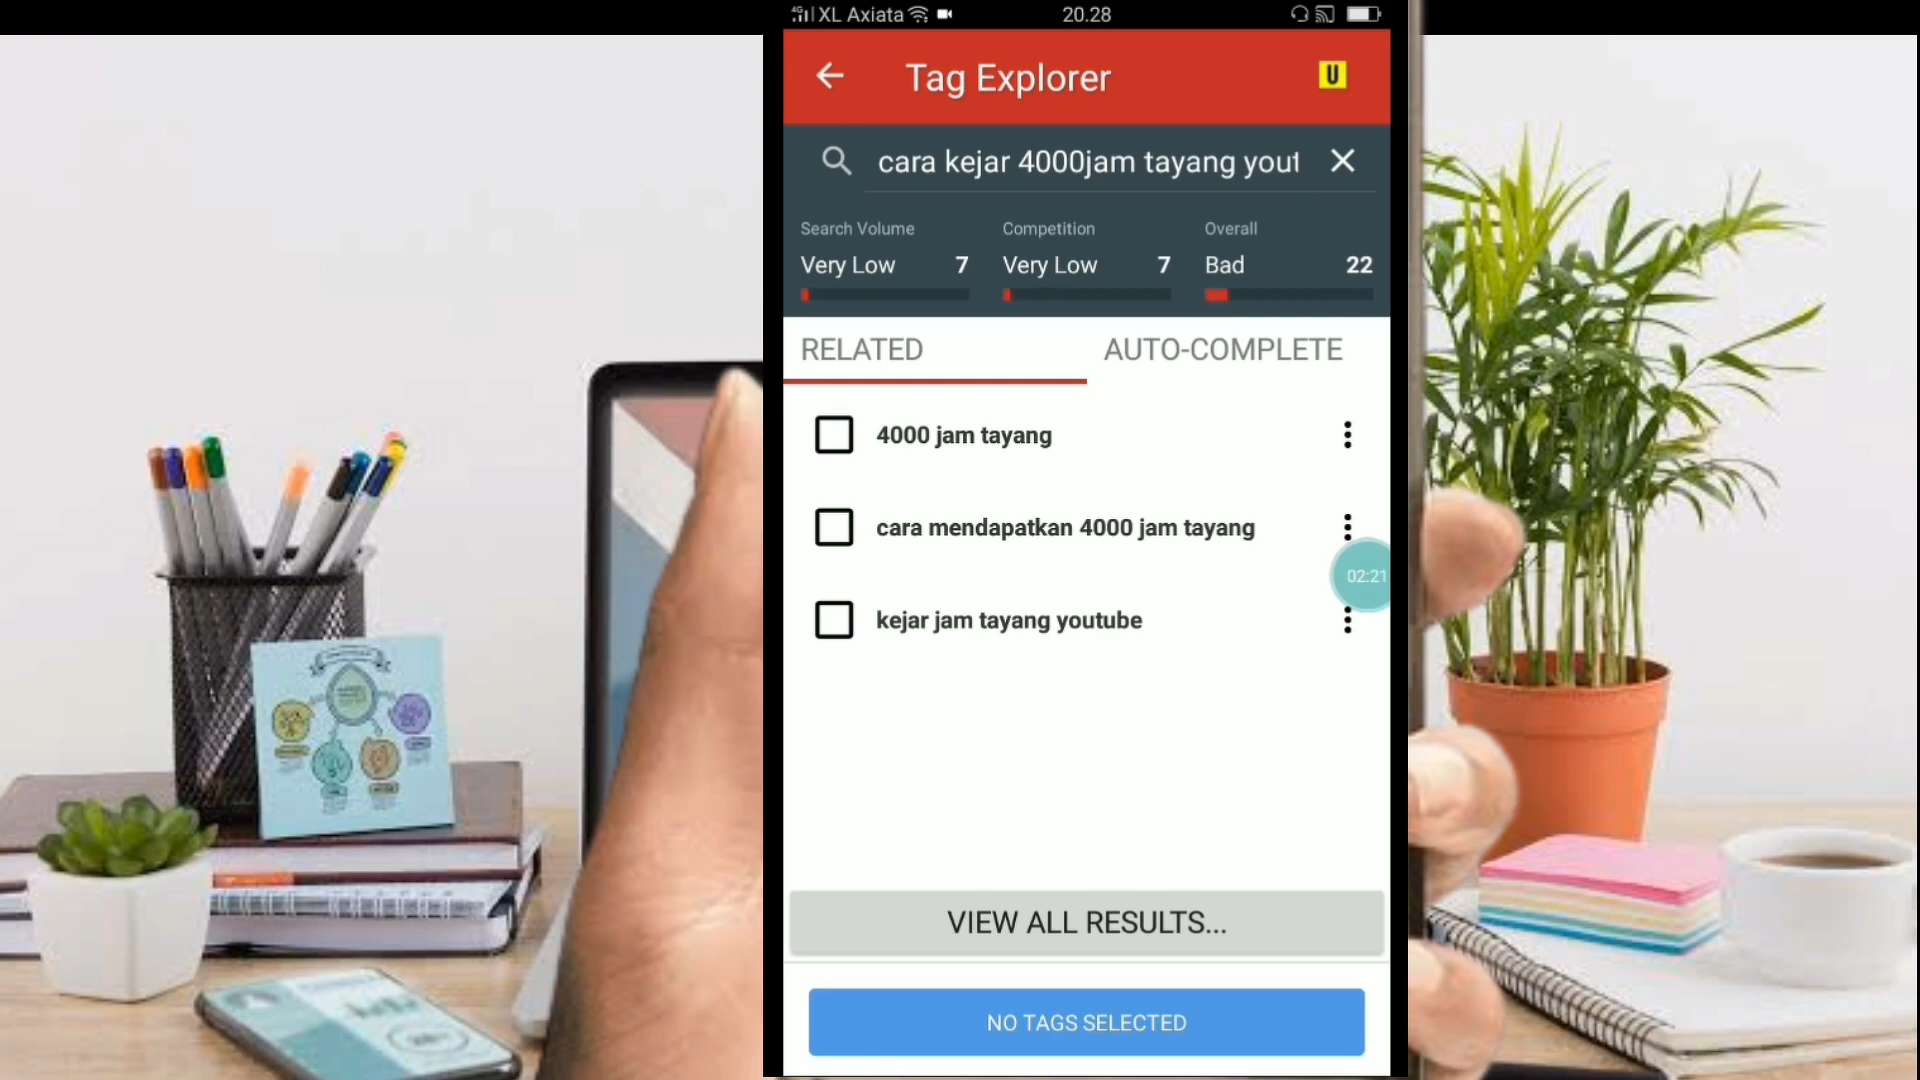 4G XL Axiata 20.28
Tag Explorer U
cara kejar 4000jam tayang yout
Search Volume Competition Overall
Very Low 7 Very Low 7 Bad 22
RELATED AUTO-COMPLETE
4000 jam tayang
cara mendapatkan 4000 jam tayang
02:21
kejar jam tayang youtube
VIEW ALL RESULTS...
NO TAGS SELECTED